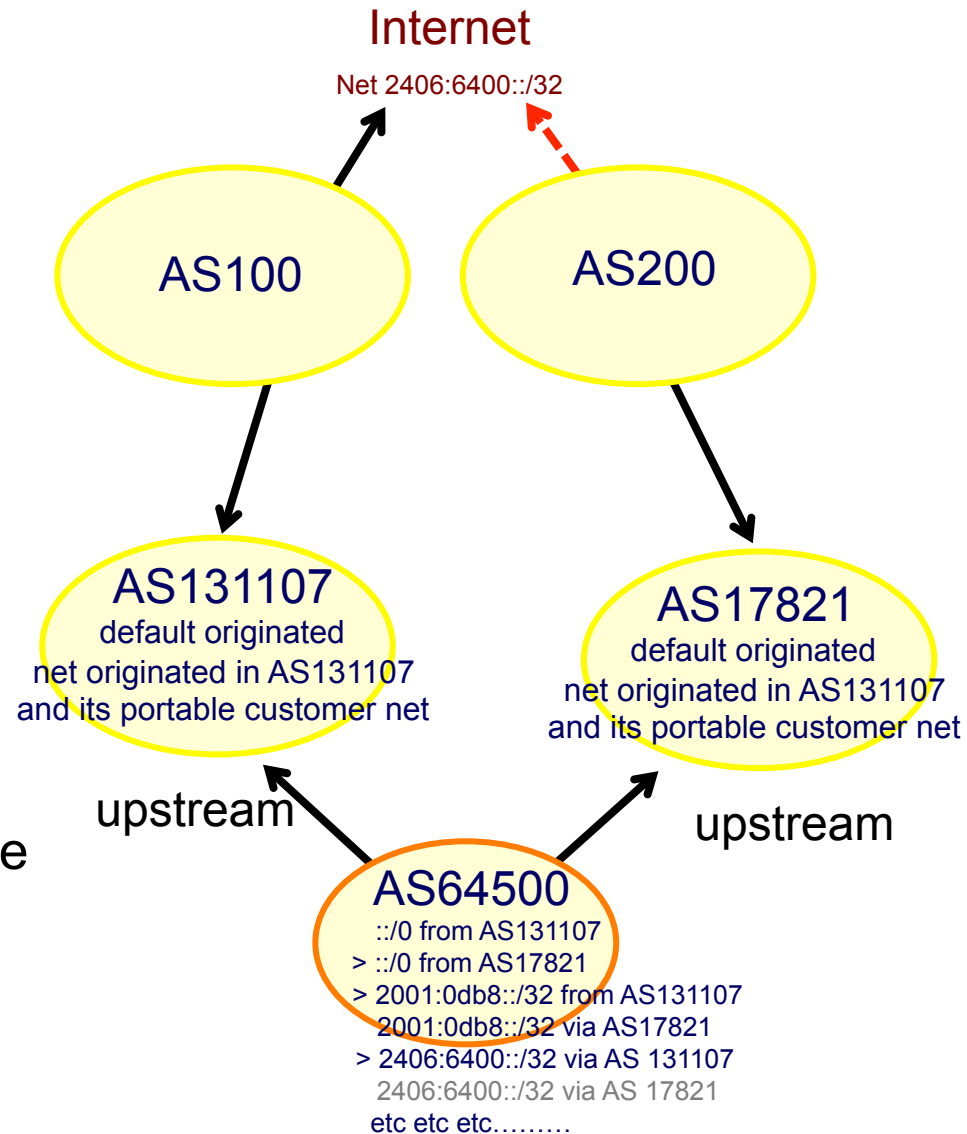 Internet
Net 2406:6400::/32
AS100
AS200
AS131107
default originated
net originated in AS131107
and its portable customer net
AS17821
default originated
net originated in AS131107
and its portable customer net
upstream
upstream
e
AS64500
::/0 from AS131107
> ::/0 from AS17821
> 2001:0db8::/32 from AS131107
2001:0db8::/32 via AS17821
> 2406:6400::/32 via AS 131107
2406:6400::/32 via AS 17821
etc etc etc………